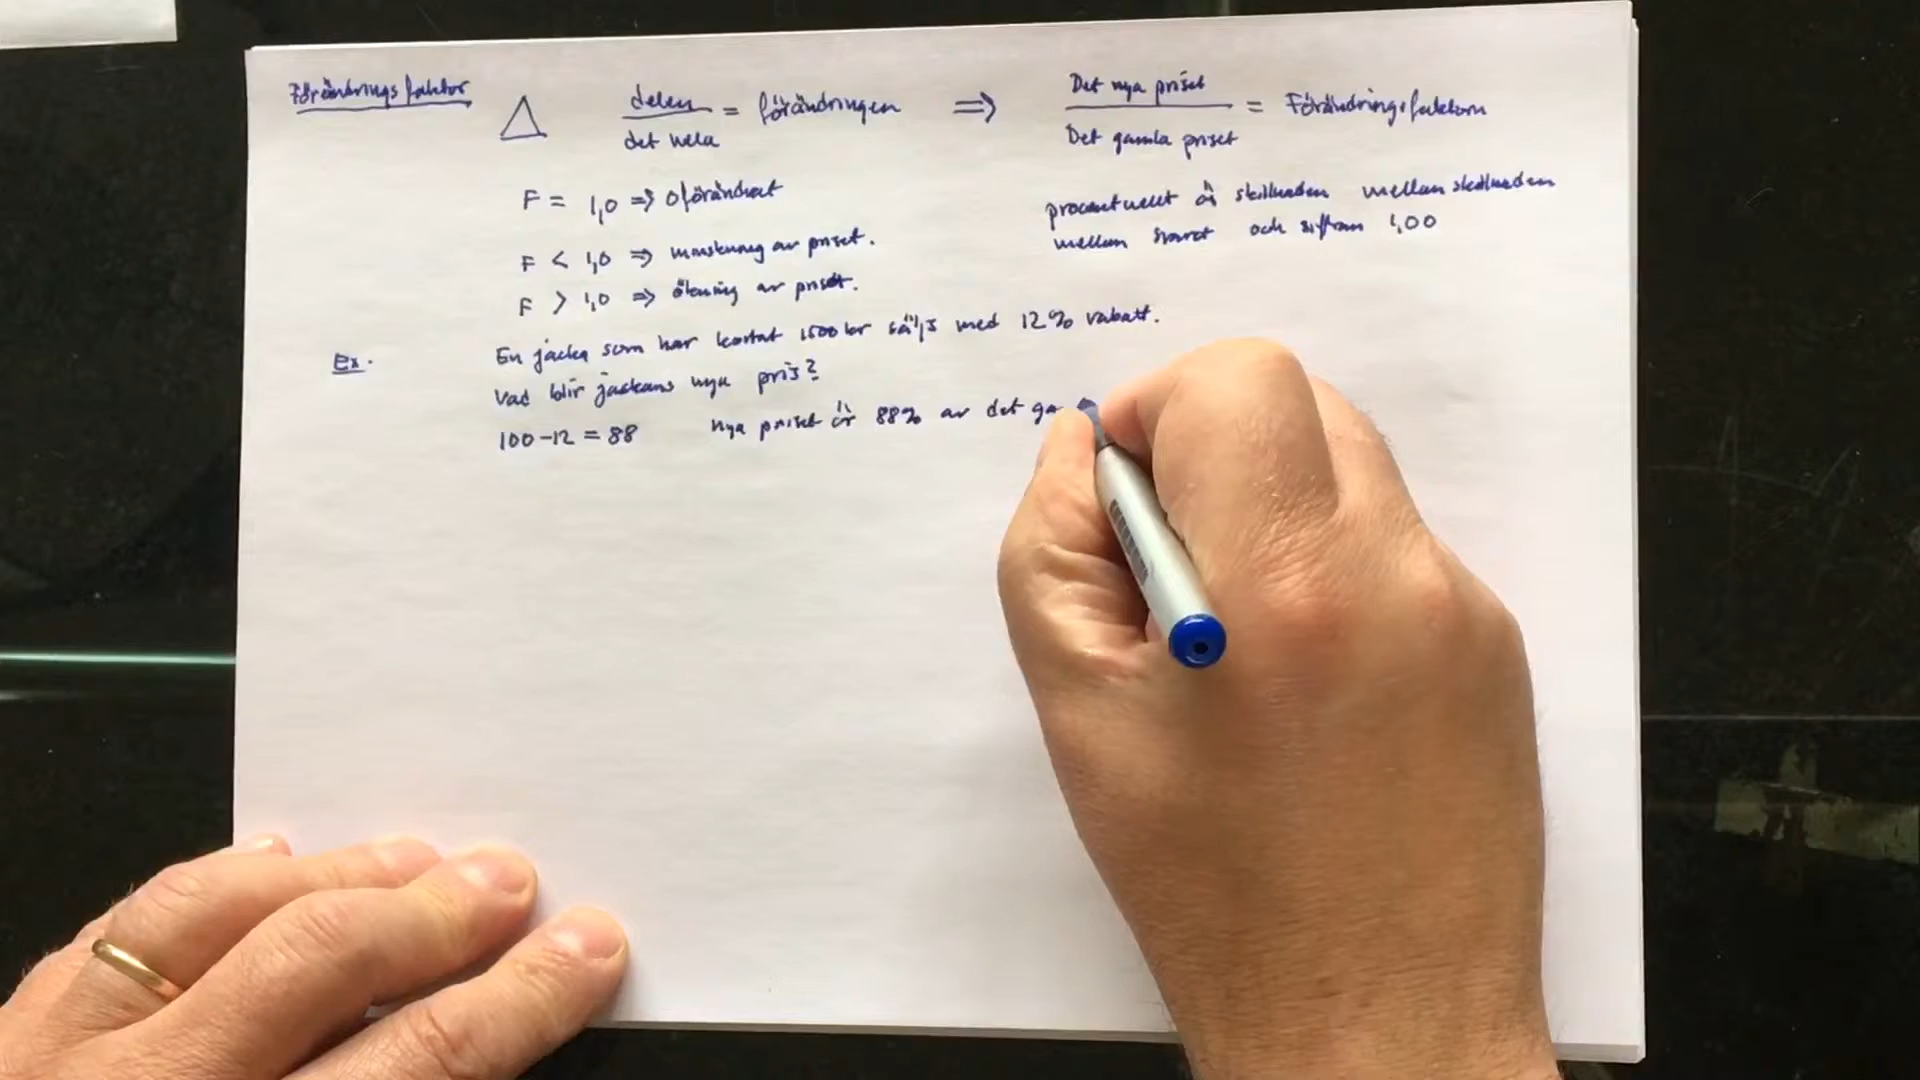 Förändringsfaktor
△ delen / det hela = förändringen ⇒ Det nya priset / Det gamla priset = Förändringsfaktorn
F = 1,0 ⇒ oförändrat
F < 1,0 ⇒ minskning av priset.
F > 1,0 ⇒ ökning av priset.
procentuellt är skillnaden mellan skillnaden
mellan svaret och siffran 1,00
Ex. En jacka som har kostat 1500 kr säljs med 12% rabatt.
Vad blir jackans nya pris?
100-12 = 88 nya priset är 88% av det ga